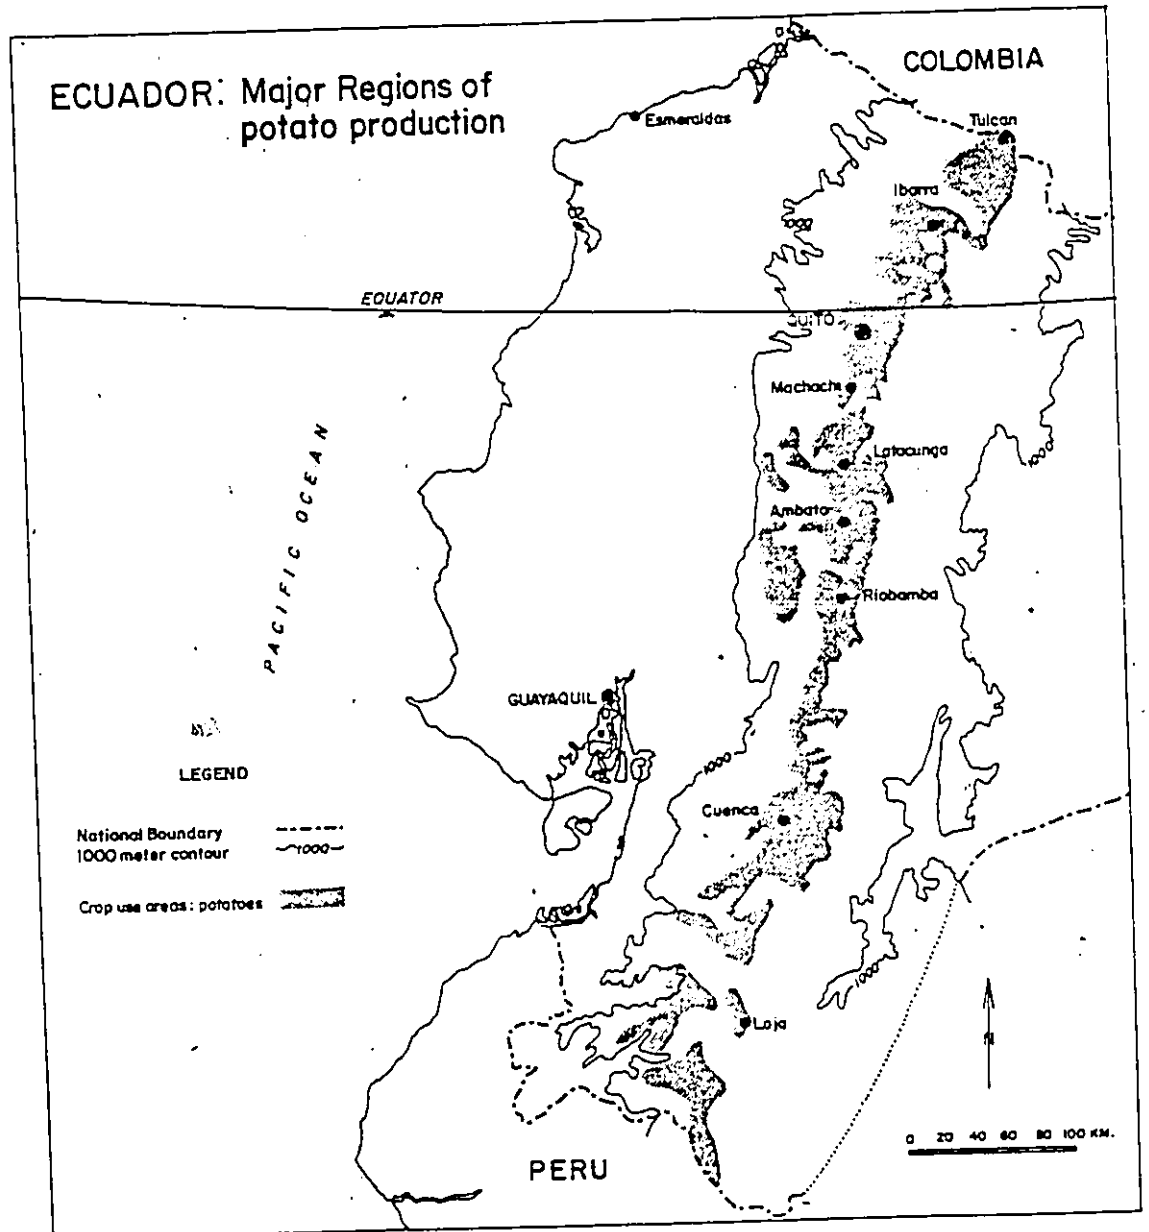 ECUADOR: Major Regions of
potato production
COLOMBIA
Esmeraldas
Tulcan
Ibarra
1000
EQUATOR
QUITO
Machachi
Latacunga
1000
Ambato
PACIFIC OCEAN
Riobamba
GUAYAQUIL
1000
LEGEND
Cuenca
National Boundary
1000 meter contour
1000
Crop use areas: potatoes
1000
Loja
N
0 20 40 60 80 100 KM.
PERU